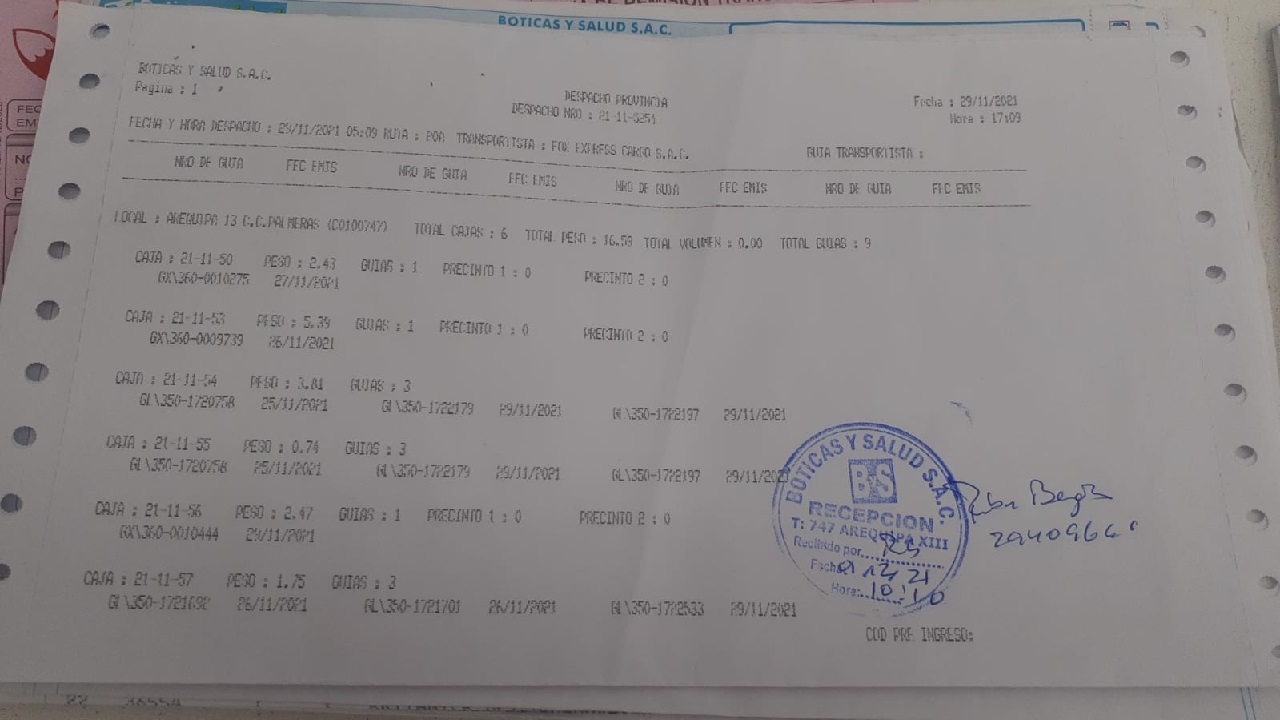 BOTICAS Y SALUD S.A.C.
BOTICAS Y SALUD S.A.C.
Pagina : 1
DESPACHO PROVINCIA
DESPACHO NRO : 21-11-5251
Fecha : 29/11/2021
Hora : 17:09
FECHA Y HORA DESPACHO : 29/11/2021 05:09 RUTA : POA TRANSPORTISTA : FOX EXPRESS CARGO S.A.C. GUIA TRANSPORTISTA :
NRO DE GUIA FEC EMIS NRO DE GUIA FEC EMIS NRO DE GUIA FEC EMIS NRO DE GUIA FEC EMIS
LOCAL : AREQUIPA 13 C.C.PALMERAS (C0100747) TOTAL CAJAS : 6 TOTAL PESO : 16.59 TOTAL VOLUMEN : 0.00 TOTAL GUIAS : 9
CAJA : 21-11-50 PESO : 2.43 GUIAS : 1 PRECINTO 1 : 0 PRECINTO 2 : 0
GX\360-0010275 27/11/2021
CAJA : 21-11-53 PESO : 5.39 GUIAS : 1 PRECINTO 1 : 0 PRECINTO 2 : 0
GX\360-0009739 26/11/2021
CAJA : 21-11-54 PESO : 3.81 GUIAS : 3
GL\350-1720758 25/11/2021 GL\350-1722179 29/11/2021 GL\350-1722197 29/11/2021
CAJA : 21-11-55 PESO : 0.74 GUIAS : 3
GL\350-1720758 25/11/2021 GL\350-1722179 29/11/2021 GL\350-1722197 29/11/2021
CAJA : 21-11-56 PESO : 2.47 GUIAS : 1 PRECINTO 1 : 0 PRECINTO 2 : 0
GX\360-0010444 29/11/2021
CAJA : 21-11-57 PESO : 1.75 GUIAS : 3
GL\350-1721692 26/11/2021 GL\350-1721701 26/11/2021 GL\350-1722533 29/11/2021
COD PRE INGRESO:
BOTICAS Y SALUD S.A.C.
BS
RECEPCION
T: 747 AREQUIPA XIII
Recibido por
Fecha: 12/21
Hora: 10:10